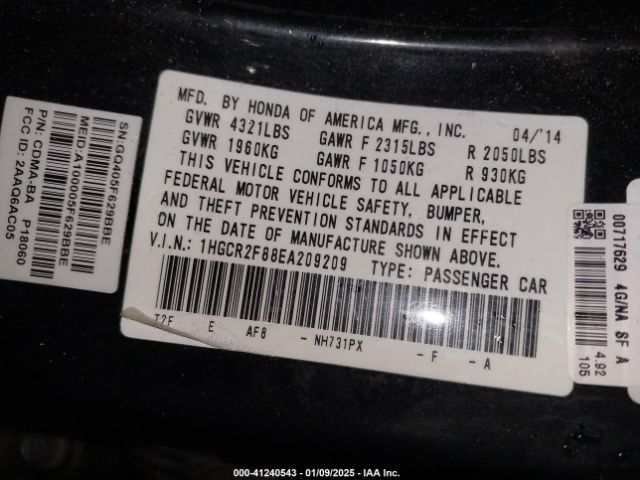 MFD. BY HONDA OF AMERICA MFG., INC. 04/'14
GVWR 4321LBS GAWR F 2315LBS R 2050LBS
GVWR 1960KG GAWR F 1050KG R 930KG
THIS VEHICLE CONFORMS TO ALL APPLICABLE
FEDERAL MOTOR VEHICLE SAFETY, BUMPER,
AND THEFT PREVENTION STANDARDS IN EFFECT
ON THE DATE OF MANUFACTURE SHOWN ABOVE.
V.I.N.: 1HGCR2F88EA209209 TYPE: PASSENGER CAR
T2F E AF8 - NH731PX - F - A
SN:GQ405F629BBE
MEID:A100005F629BBE
P/N: CDMA-BA P18060
FCC ID: 2AAQ6AC05
00717629 4G/NA SF A
4.92
105
000-41240543 - 01/09/2025 - IAA Inc.